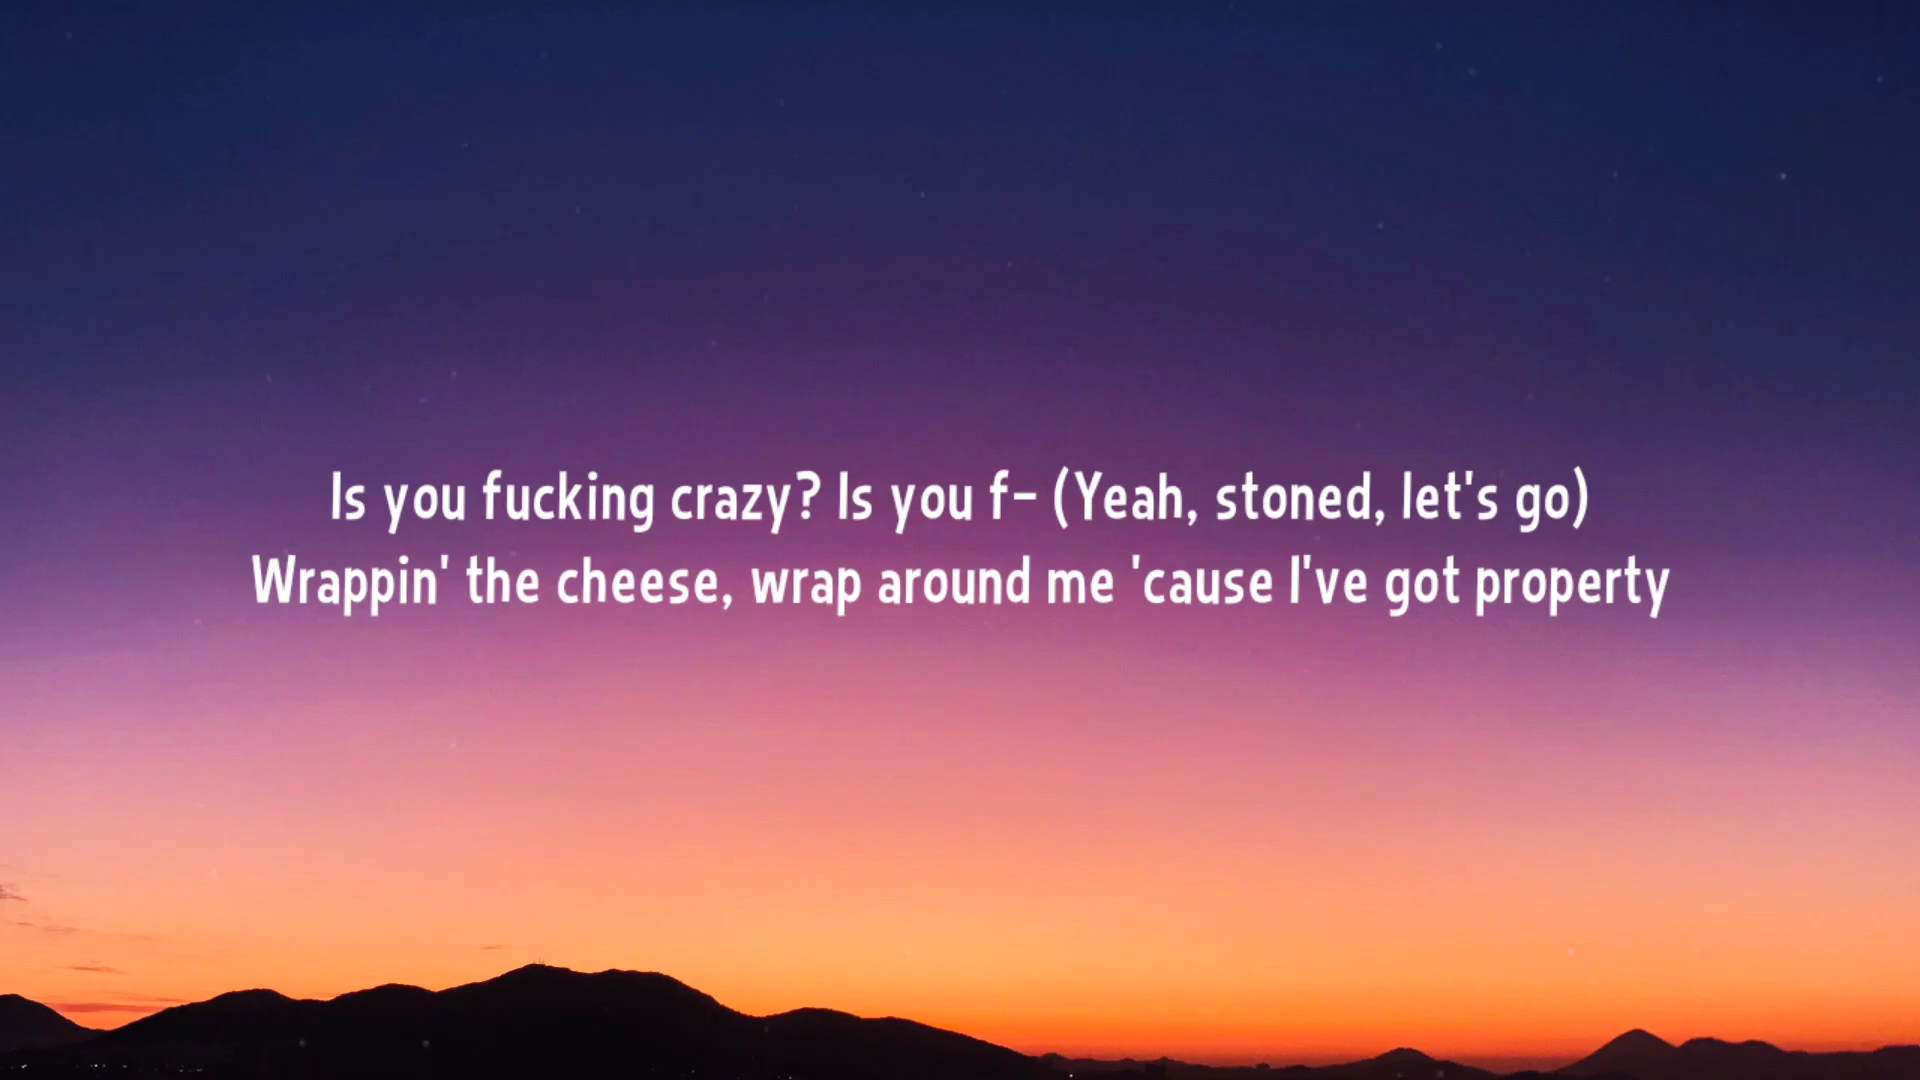 Is you fucking crazy? Is you f- (Yeah, stoned, let's go)
Wrappin' the cheese, wrap around me 'cause I've got property